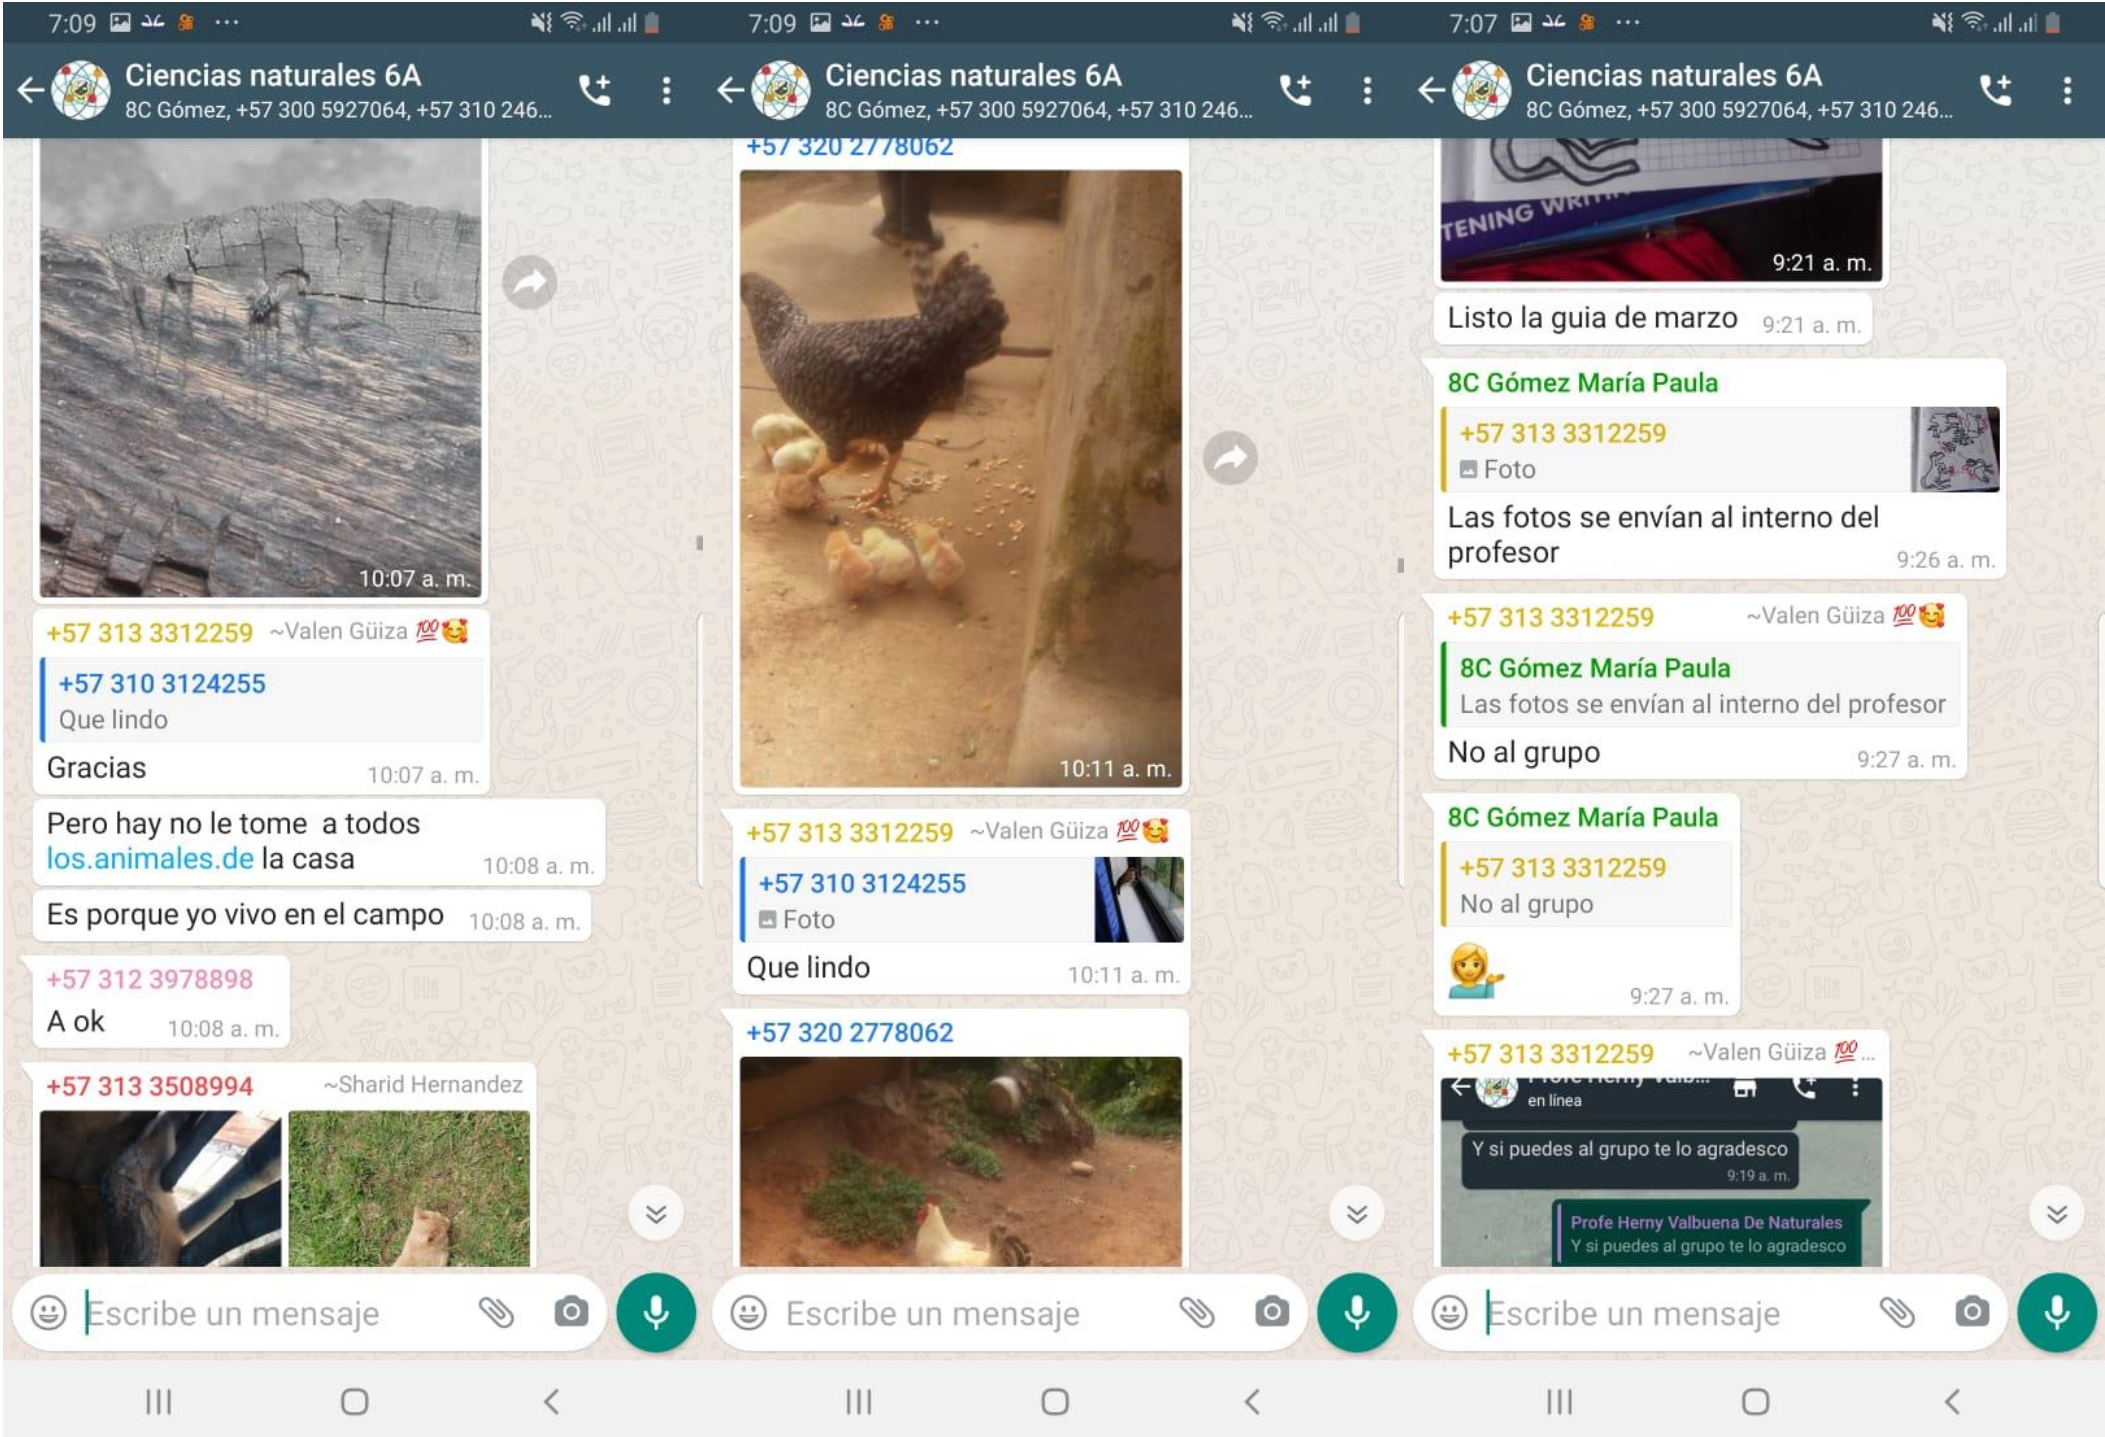 7:09
Ciencias naturales 6A
8C Gómez, +57 300 5927064, +57 310 246...
10:07 a. m.
+57 313 3312259 ~Valen Güiza 💯🥰
+57 310 3124255
Que lindo
Gracias 10:07 a. m.
Pero hay no le tome a todos
los.animales.de la casa 10:08 a. m.
Es porque yo vivo en el campo 10:08 a. m.
+57 312 3978898
A ok 10:08 a. m.
+57 313 3508994 ~Sharid Hernandez
Escribe un mensaje
7:09
Ciencias naturales 6A
8C Gómez, +57 300 5927064, +57 310 246...
+57 320 2778062
10:11 a. m.
+57 313 3312259 ~Valen Güiza 💯🥰
+57 310 3124255
Foto
Que lindo 10:11 a. m.
+57 320 2778062
Escribe un mensaje
7:07
Ciencias naturales 6A
8C Gómez, +57 300 5927064, +57 310 246...
TENING
9:21 a. m.
Listo la guia de marzo 9:21 a. m.
8C Gómez María Paula
+57 313 3312259
Foto
Las fotos se envían al interno del
profesor 9:26 a. m.
+57 313 3312259 ~Valen Güiza 💯🥰
8C Gómez María Paula
Las fotos se envían al interno del profesor
No al grupo 9:27 a. m.
8C Gómez María Paula
+57 313 3312259
No al grupo
💁
9:27 a. m.
+57 313 3312259 ~Valen Güiza 💯...
en línea
Y si puedes al grupo te lo agradesco
9:19 a. m.
Profe Herny Valbuena De Naturales
Y si puedes al grupo te lo agradesco
Escribe un mensaje